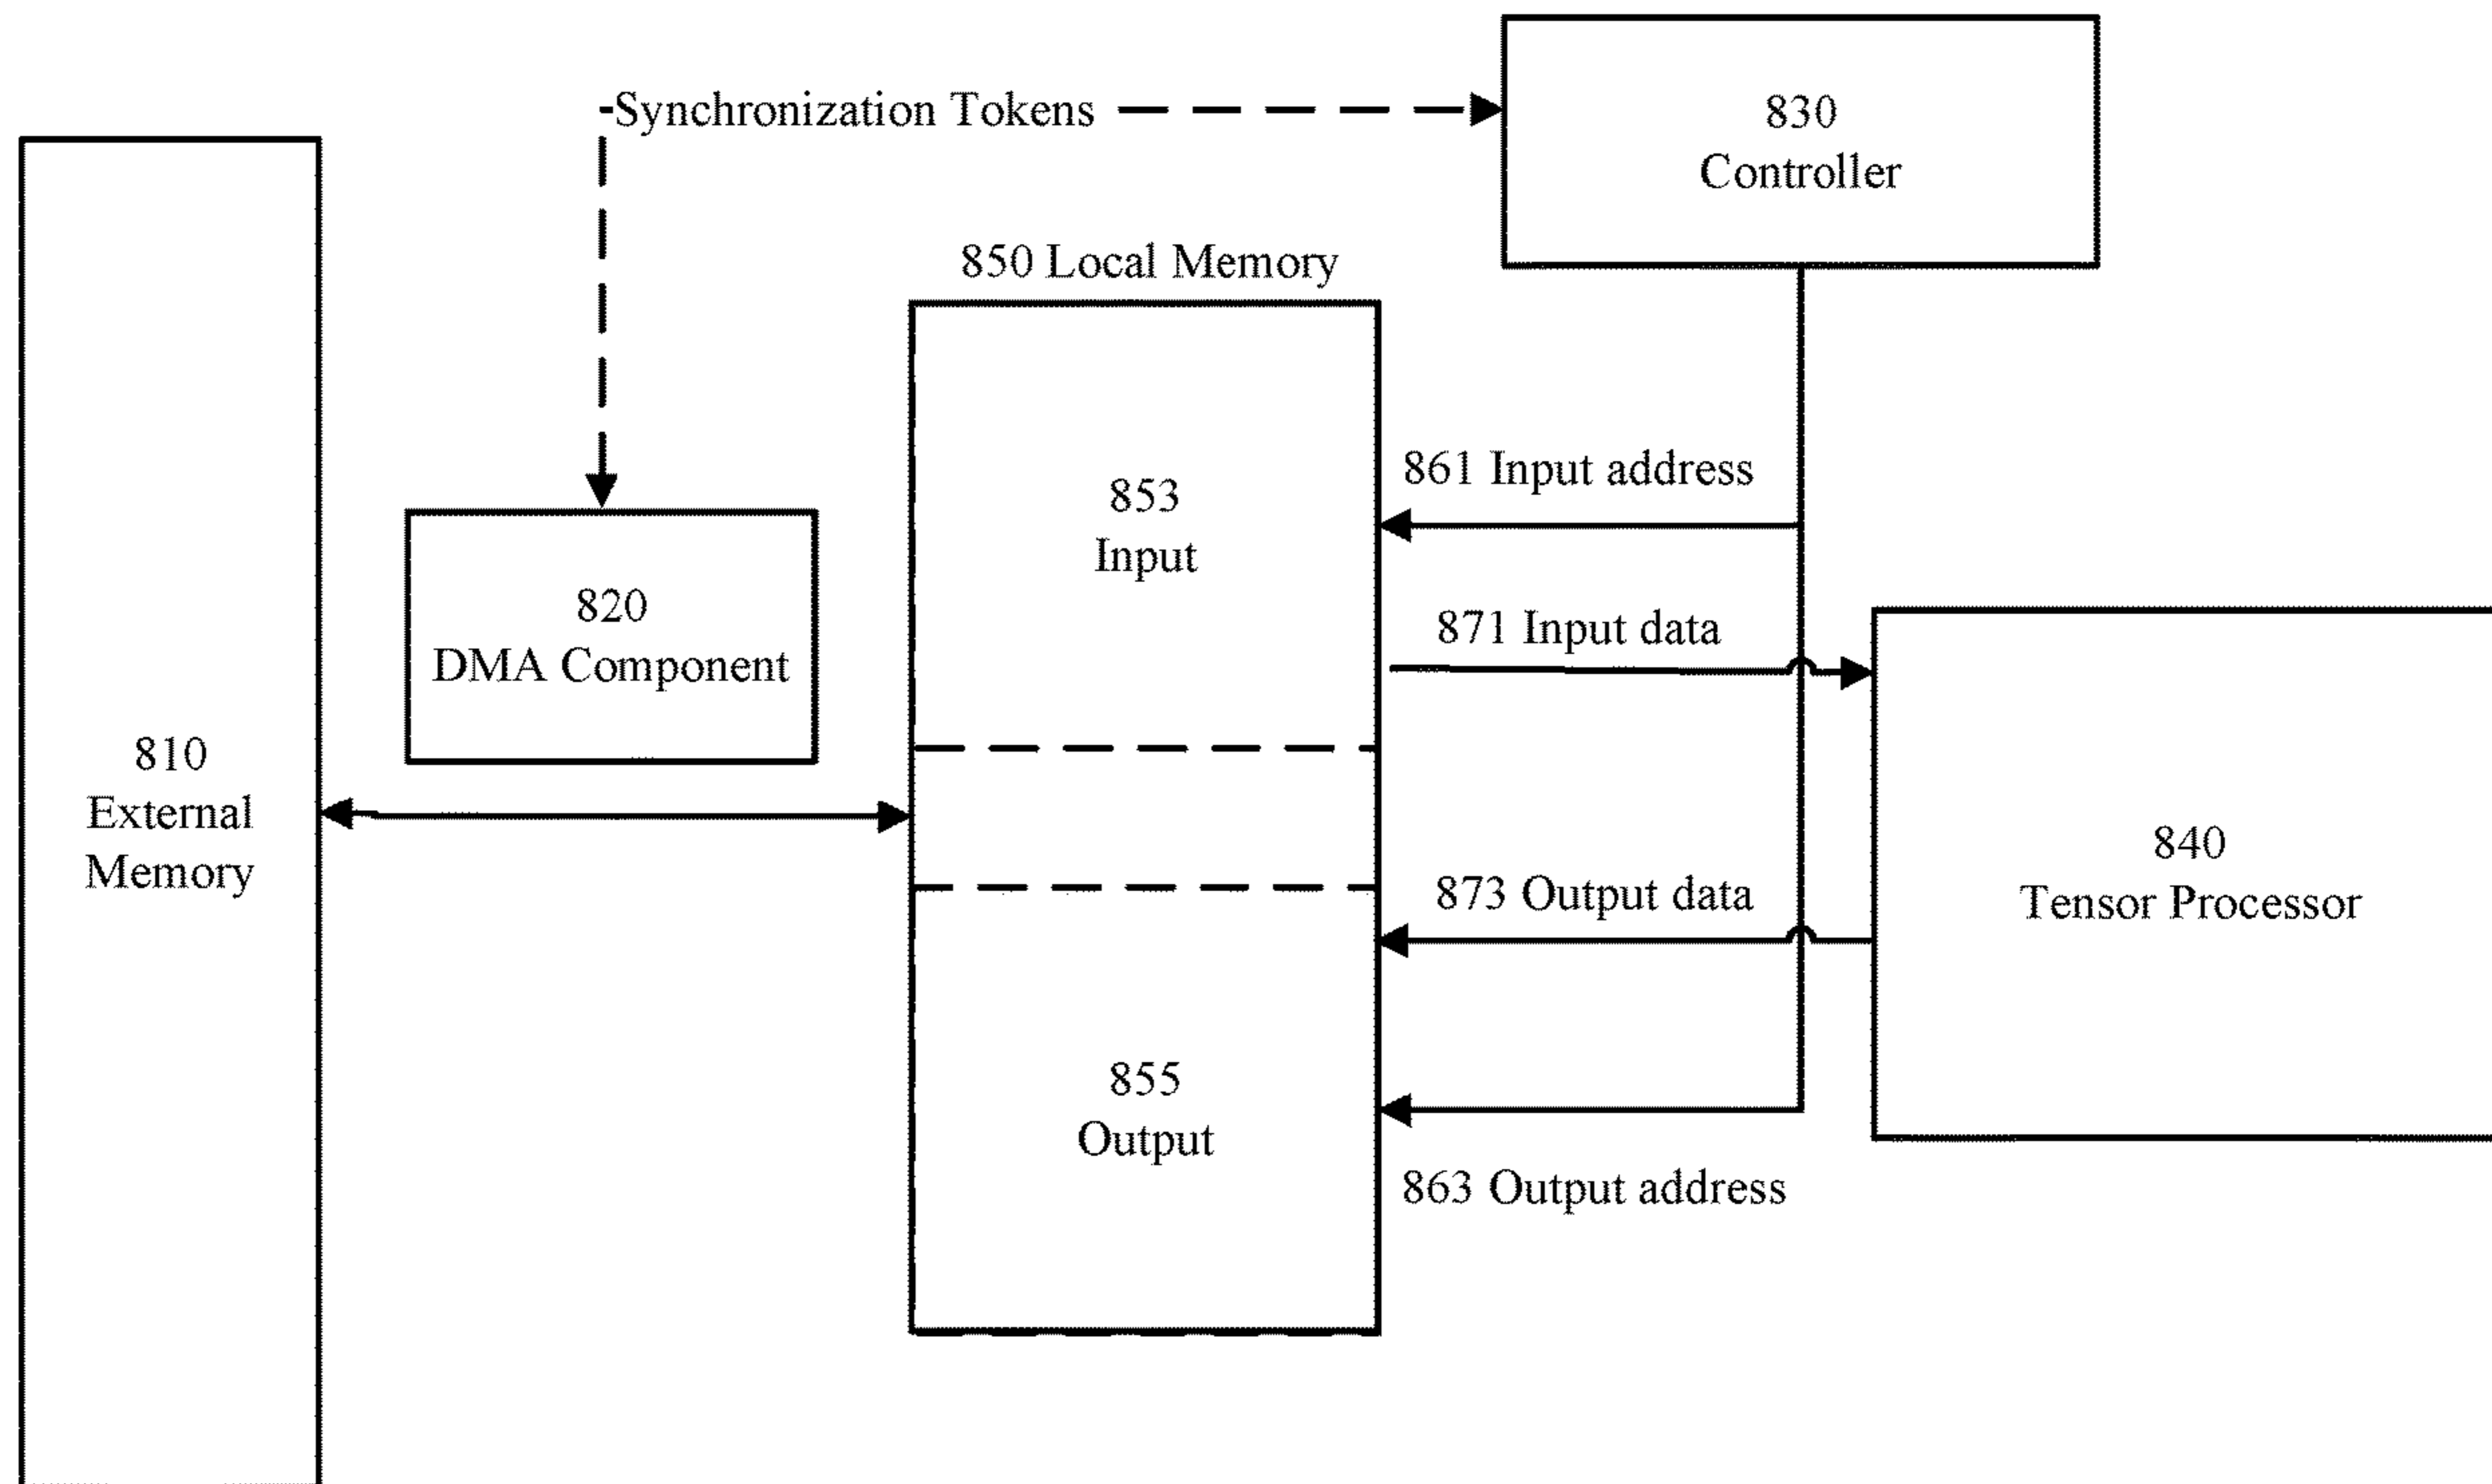 Synchronization Tokens
830
Controller
850 Local Memory
853
Input
861 Input address
820
DMA Component
871 Input data
810
External
Memory
873 Output data
840
Tensor Processor
855
Output
863 Output address